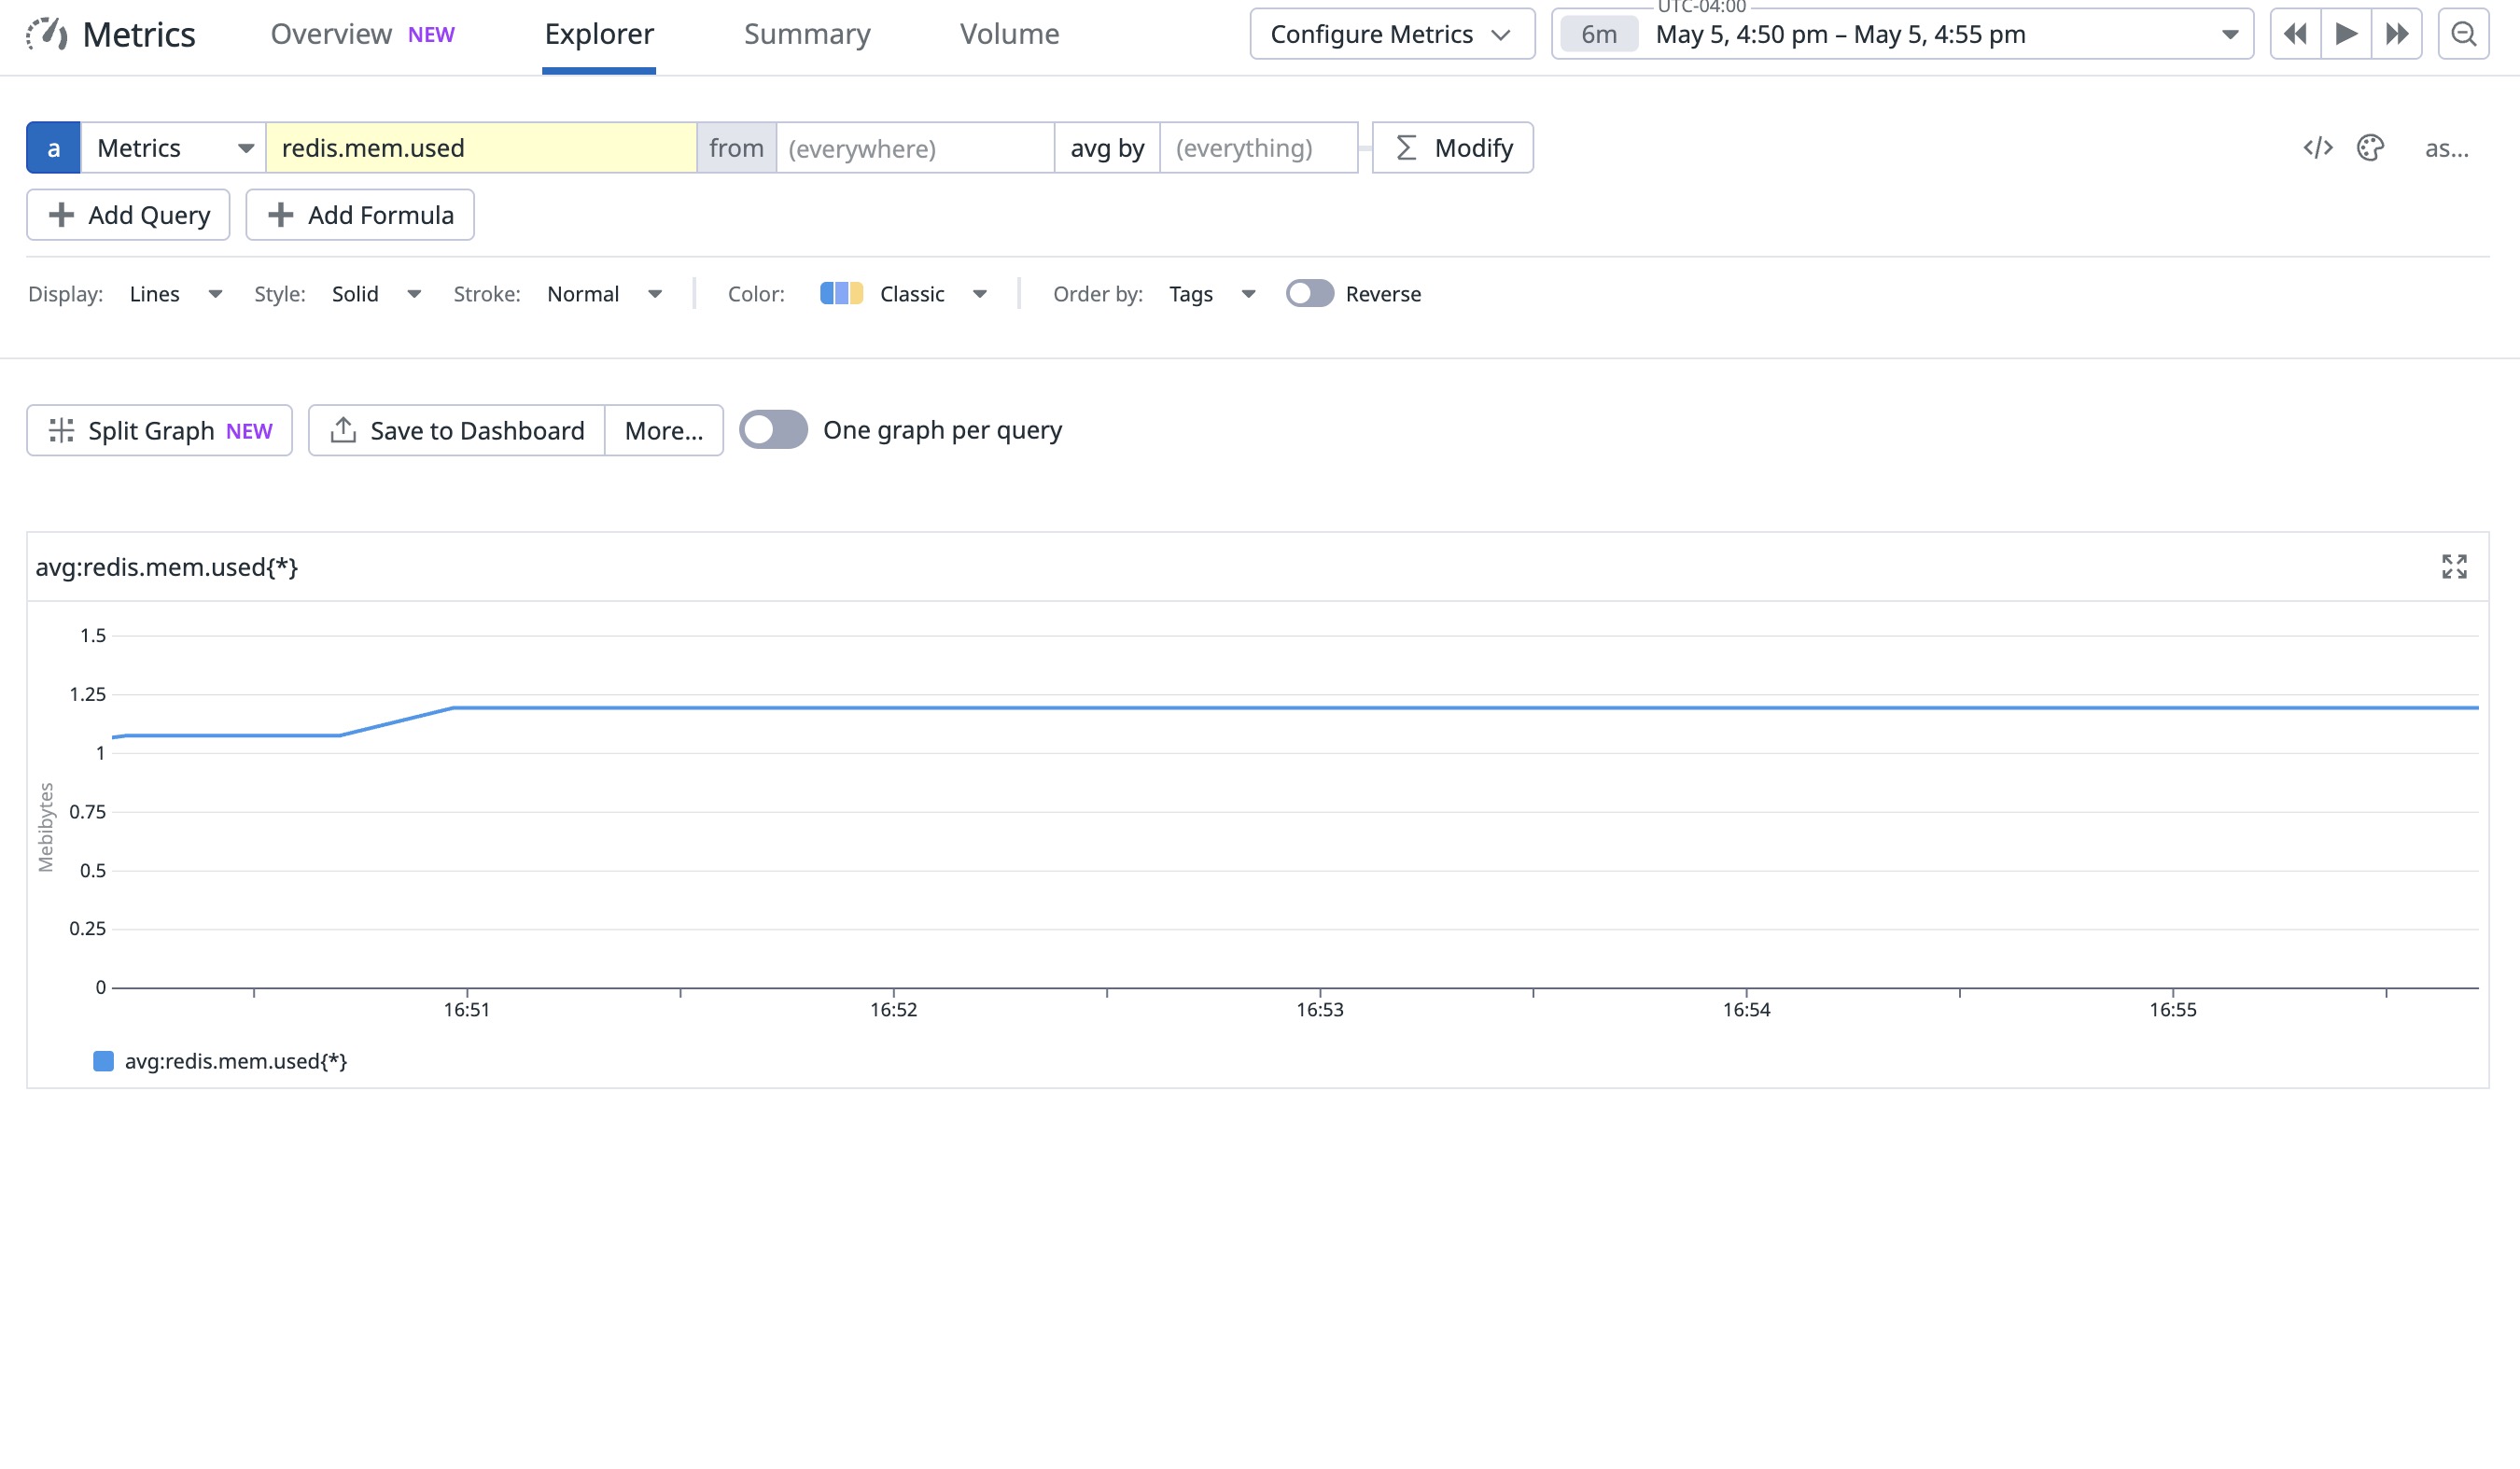 UTC-04:00
Metrics Overview NEW Explorer Summary Volume Configure Metrics 6m May 5, 4:50 pm – May 5, 4:55 pm
a Metrics redis.mem.used from (everywhere) avg by (everything) Σ Modify </> as...
+ Add Query + Add Formula
Display: Lines Style: Solid Stroke: Normal Color: Classic Order by: Tags Reverse
Split Graph NEW Save to Dashboard More... One graph per query
avg:redis.mem.used{*}
1.5
1.25
1
0.75
0.5
0.25
0
Mebibytes
16:51 16:52 16:53 16:54 16:55
avg:redis.mem.used{*}